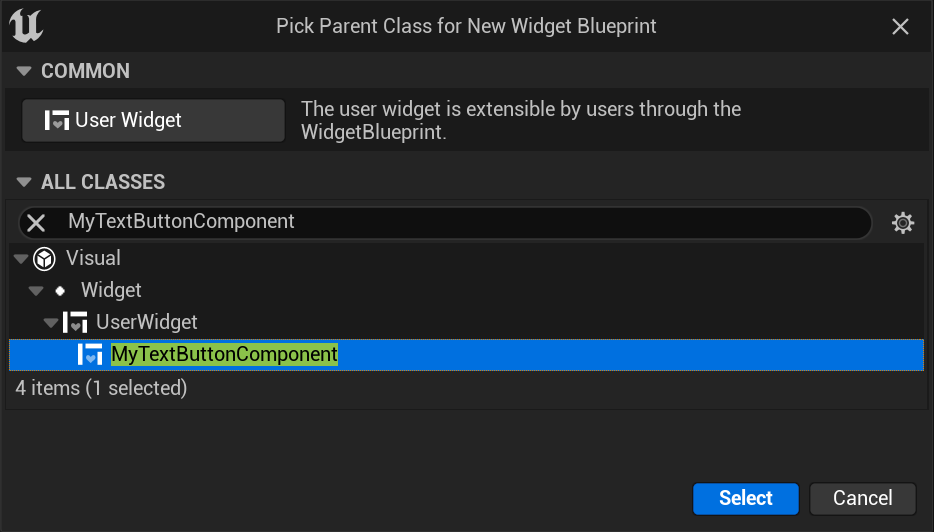 Pick Parent Class for New Widget Blueprint
COMMON
User Widget
The user widget is extensible by users through the
WidgetBlueprint.
ALL CLASSES
MyTextButtonComponent
Visual
Widget
UserWidget
MyTextButtonComponent
4 items (1 selected)
Select
Cancel